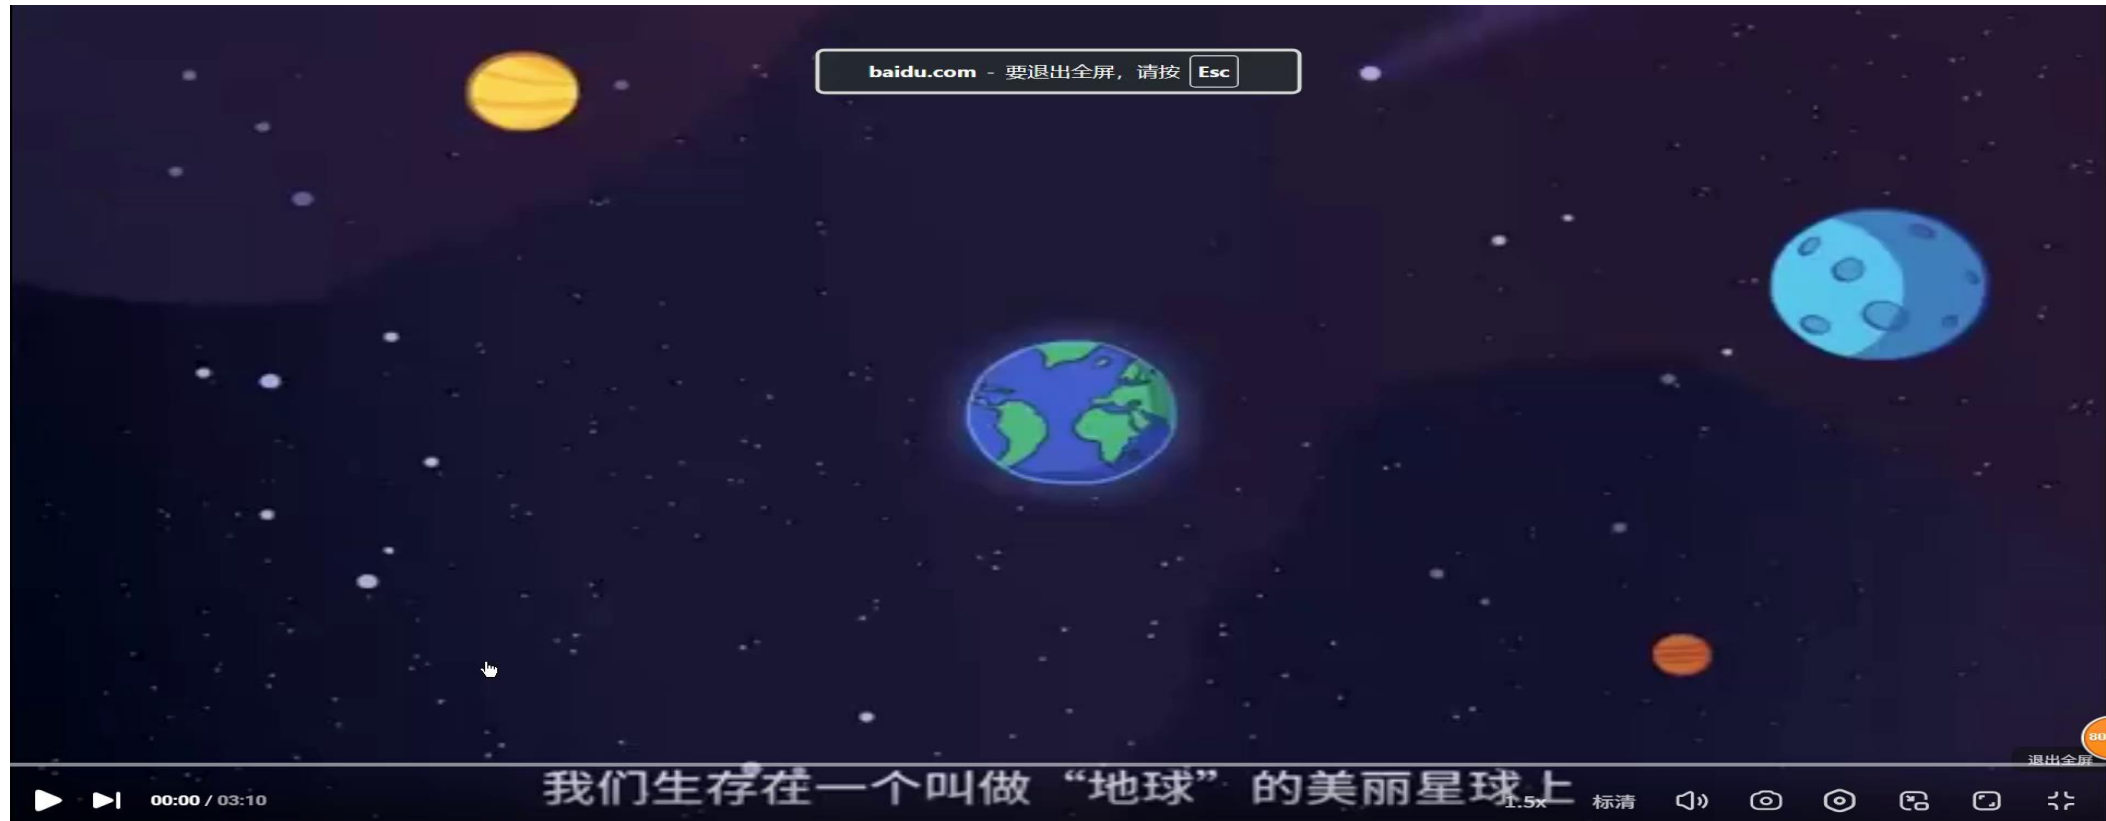 baidu.com - 要退出全屏，请按 Esc
80
退出全屏
我们生存在一个叫做“地球”的美丽星球上
00:00 / 03:10
1.5x 标清